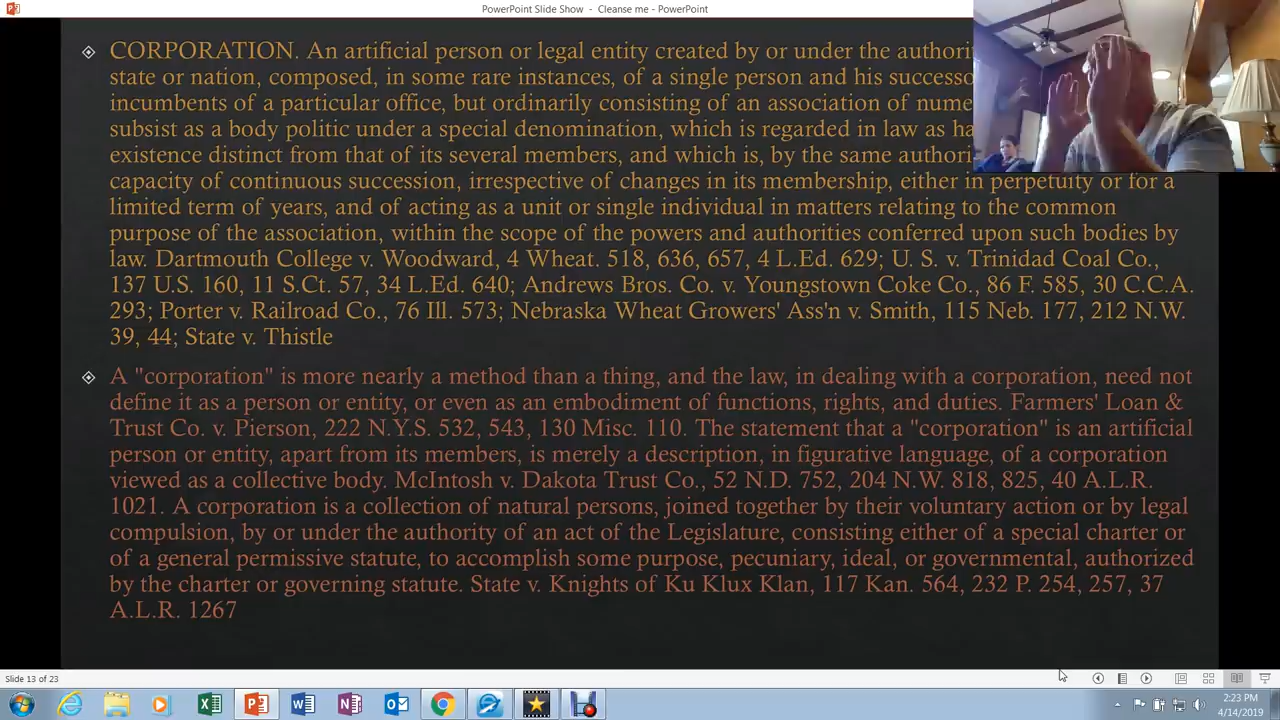 PowerPoint Slide Show - Cleanse me - PowerPoint
CORPORATION. An artificial person or legal entity created by or under the
state or nation, composed, in some rare instances, of a single person and his
incumbents of a particular office, but ordinarily consisting of an association of
subsist as a body politic under a special denomination, which is regarded in law as
existence distinct from that of its several members, and which is, by the same
capacity of continuous succession, irrespective of changes in its membership, either in perpetuity or for a
limited term of years, and of acting as a unit or single individual in matters relating to the common
purpose of the association, within the scope of the powers and authorities conferred upon such bodies by
law. Dartmouth College v. Woodward, 4 Wheat. 518, 636, 657, 4 L.Ed. 629; U. S. v. Trinidad Coal Co.,
137 U.S. 160, 11 S.Ct. 57, 34 L.Ed. 640; Andrews Bros. Co. v. Youngstown Coke Co., 86 F. 585, 30 C.C.A.
293; Porter v. Railroad Co., 76 Ill. 573; Nebraska Wheat Growers' Ass'n v. Smith, 115 Neb. 177, 212 N.W.
39, 44; State v. Thistle
A "corporation" is more nearly a method than a thing, and the law, in dealing with a corporation, need not
define it as a person or entity, or even as an embodiment of functions, rights, and duties. Farmers' Loan &
Trust Co. v. Pierson, 222 N.Y.S. 532, 543, 130 Misc. 110. The statement that a "corporation" is an artificial
person or entity, apart from its members, is merely a description, in figurative language, of a corporation
viewed as a collective body. McIntosh v. Dakota Trust Co., 52 N.D. 752, 204 N.W. 818, 825, 40 A.L.R.
1021. A corporation is a collection of natural persons, joined together by their voluntary action or by legal
compulsion, by or under the authority of an act of the Legislature, consisting either of a special charter or
of a general permissive statute, to accomplish some purpose, pecuniary, ideal, or governmental, authorized
by the charter or governing statute. State v. Knights of Ku Klux Klan, 117 Kan. 564, 232 P. 254, 257, 37
A.L.R. 1267
Slide 13 of 23
2:23 PM
4/14/2019